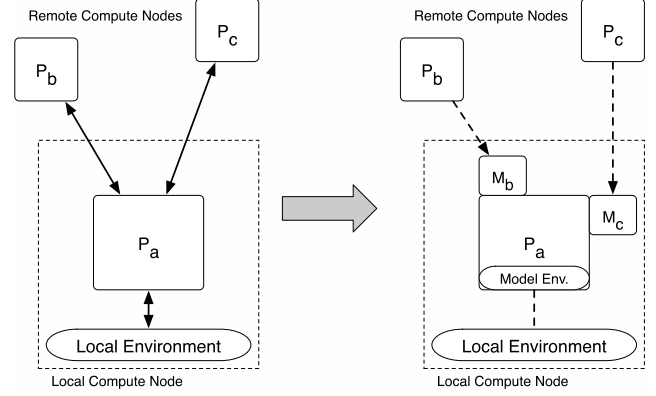 Remote Compute Nodes
Pc
Pb
Pa
Local Environment
Local Compute Node
Remote Compute Nodes
Pc
Pb
Mb
Mc
Pa
Model Env.
Local Environment
Local Compute Node